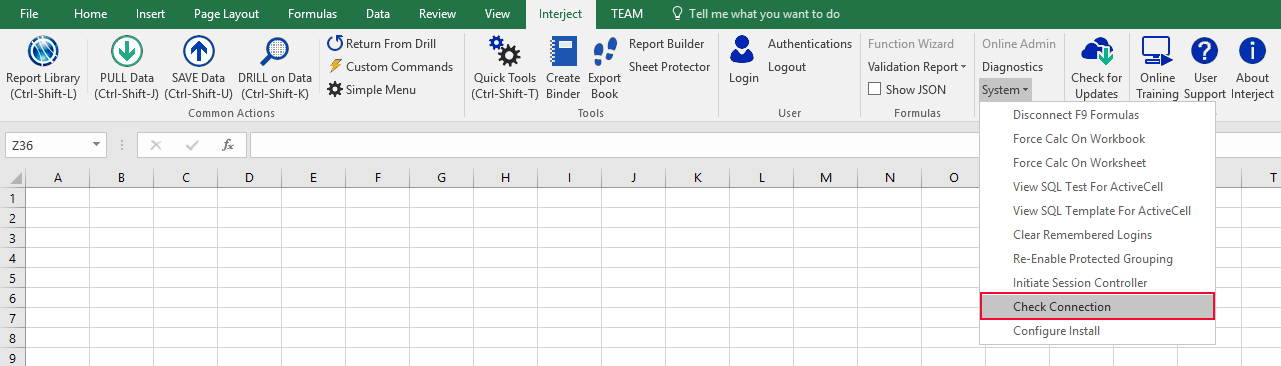 File Home Insert Page Layout Formulas Data Review View Interject TEAM Tell me what you want to do
Report Library
(Ctrl-Shift-L)
PULL Data
(Ctrl-Shift-J)
SAVE Data
(Ctrl-Shift-U)
DRILL on Data
(Ctrl-Shift-K)
Return From Drill
Custom Commands
Simple Menu
Common Actions
Quick Tools
(Ctrl-Shift-T)
Create
Binder
Export
Book
Report Builder
Sheet Protector
Tools
Login
Authentications
Logout
User
Function Wizard
Validation Report
Show JSON
Formulas
Online Admin
Diagnostics
System
Check for
Updates
Online
Training
User
Support
About
Interject
Disconnect F9 Formulas
Force Calc On Workbook
Force Calc On Worksheet
View SQL Test For ActiveCell
View SQL Template For ActiveCell
Clear Remembered Logins
Re-Enable Protected Grouping
Initiate Session Controller
Check Connection
Configure Install
Z36 fx
A B C D E F G H I J K L M N O T
1
2
3
4
5
6
7
8
9